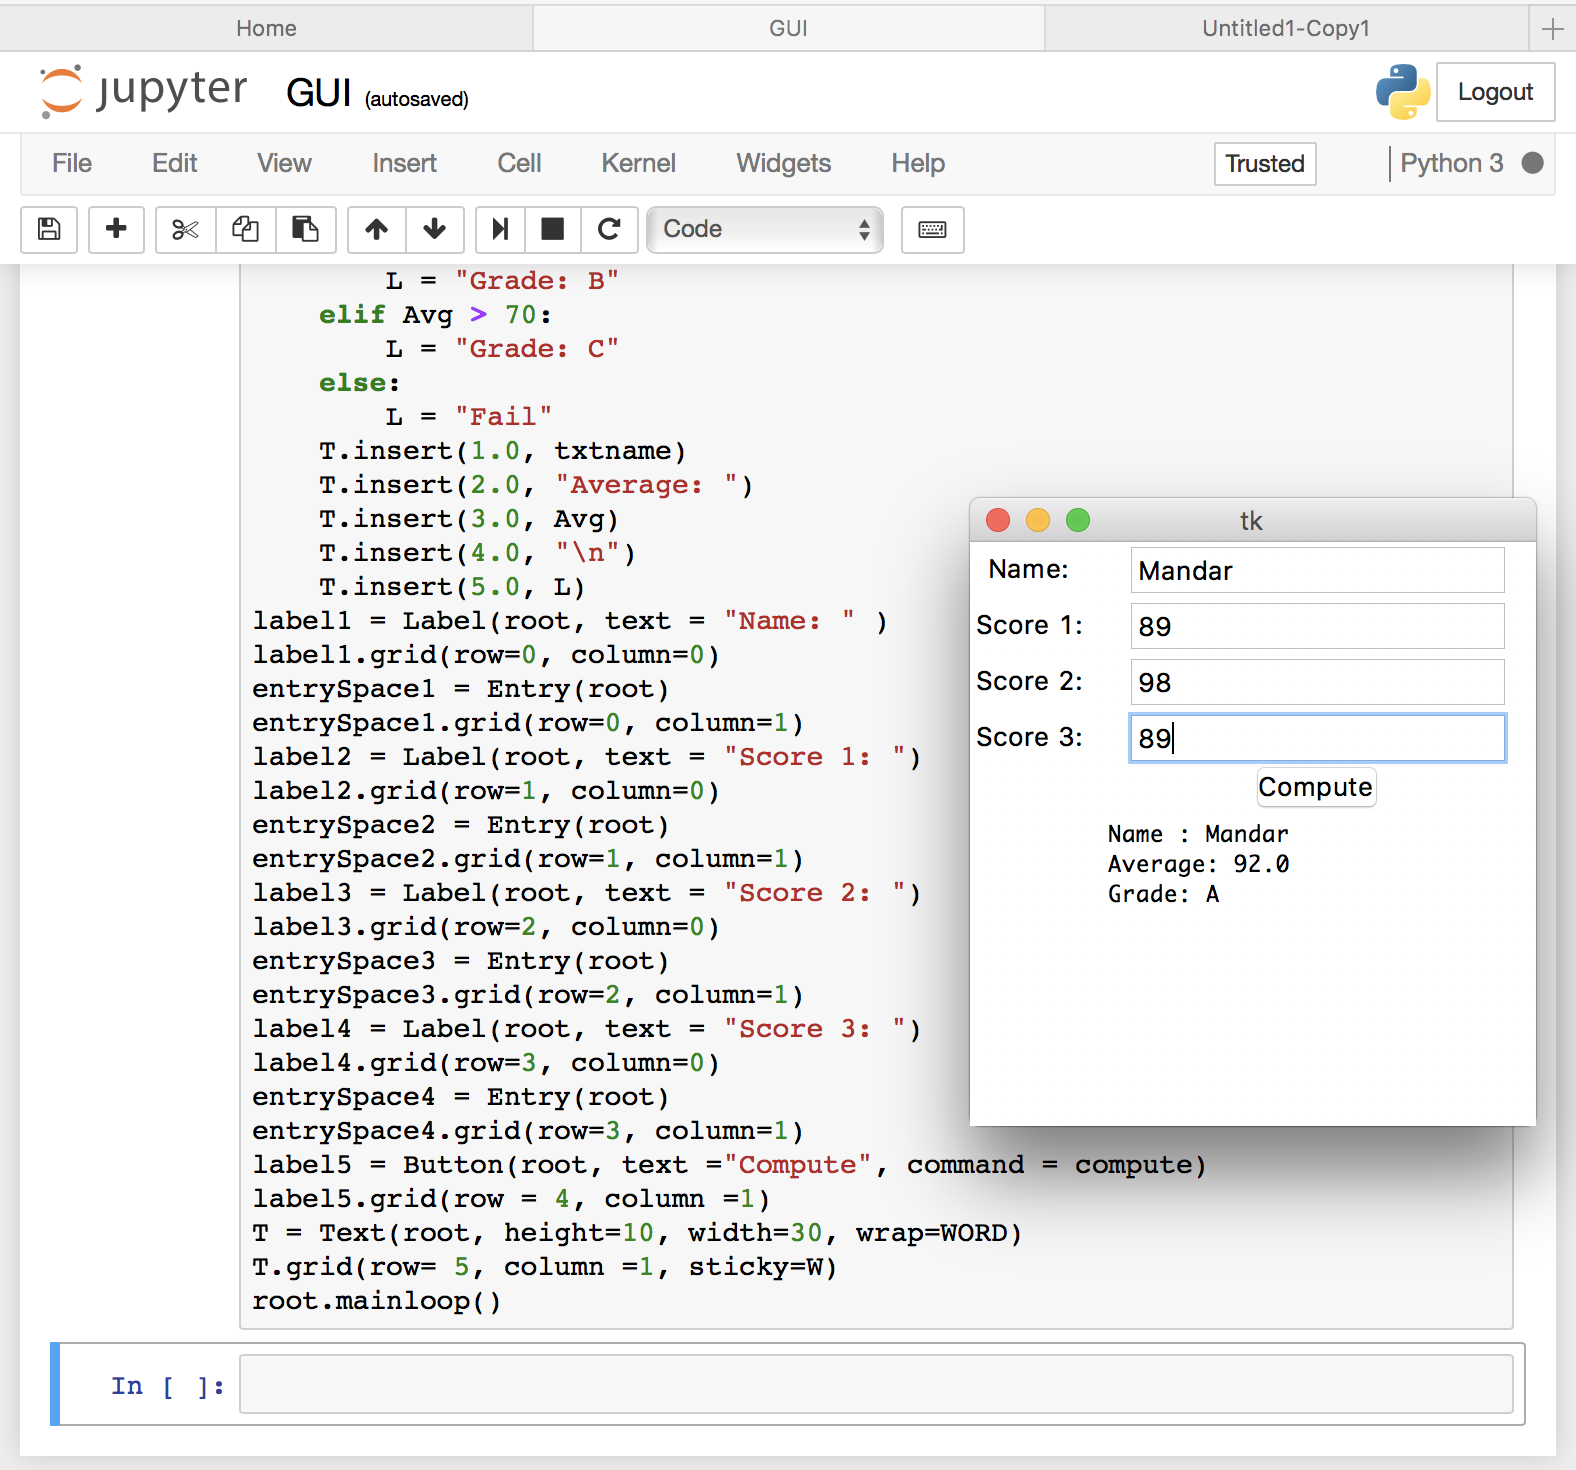 Home GUI Untitled1-Copy1
jupyter GUI (autosaved) Logout
File Edit View Insert Cell Kernel Widgets Help Trusted Python 3
Code
L = "Grade: B"
elif Avg > 70:
L = "Grade: C"
else:
L = "Fail"
T.insert(1.0, txtname)
T.insert(2.0, "Average: ")
T.insert(3.0, Avg)
T.insert(4.0, "\n")
T.insert(5.0, L)
label1 = Label(root, text = "Name: " )
label1.grid(row=0, column=0)
entrySpace1 = Entry(root)
entrySpace1.grid(row=0, column=1)
label2 = Label(root, text = "Score 1: ")
label2.grid(row=1, column=0)
entrySpace2 = Entry(root)
entrySpace2.grid(row=1, column=1)
label3 = Label(root, text = "Score 2: ")
label3.grid(row=2, column=0)
entrySpace3 = Entry(root)
entrySpace3.grid(row=2, column=1)
label4 = Label(root, text = "Score 3: ")
label4.grid(row=3, column=0)
entrySpace4 = Entry(root)
entrySpace4.grid(row=3, column=1)
label5 = Button(root, text ="Compute", command = compute)
label5.grid(row = 4, column =1)
T = Text(root, height=10, width=30, wrap=WORD)
T.grid(row= 5, column =1, sticky=W)
root.mainloop()
In [ ]:
tk
Name: Mandar
Score 1: 89
Score 2: 98
Score 3: 89
Compute
Name : Mandar
Average: 92.0
Grade: A